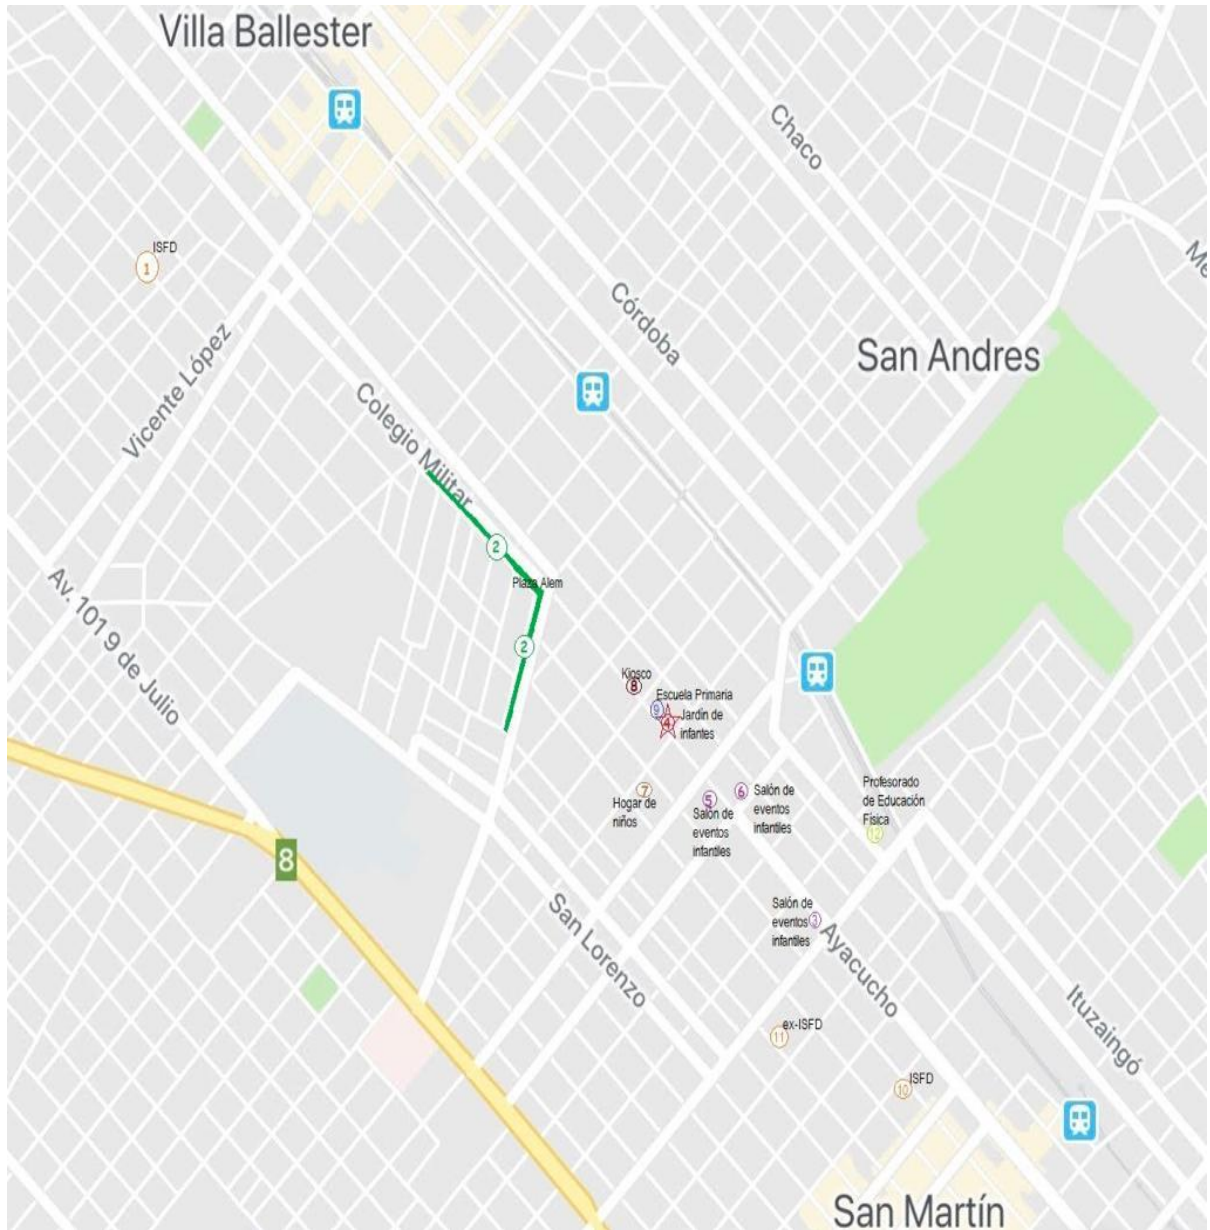 Villa Ballester
Chaco
ISFD
1
Me
Córdoba
San Andres
Vicente López
Colegio Militar
2
Plaza Alem
Av. 101 9 de Julio
2
Kiosco
8
Escuela Primaria
9
4
Jardín de
infantes
7
Hogar de
niños
5
Salón de
eventos
infantiles
6
Salón de
eventos
infantiles
Profesorado
de Educación
Física
12
8
San Lorenzo
Salón de
eventos
infantiles
3
Ayacucho
Ituzaingó
ex-ISFD
11
ISFD
10
San Martín